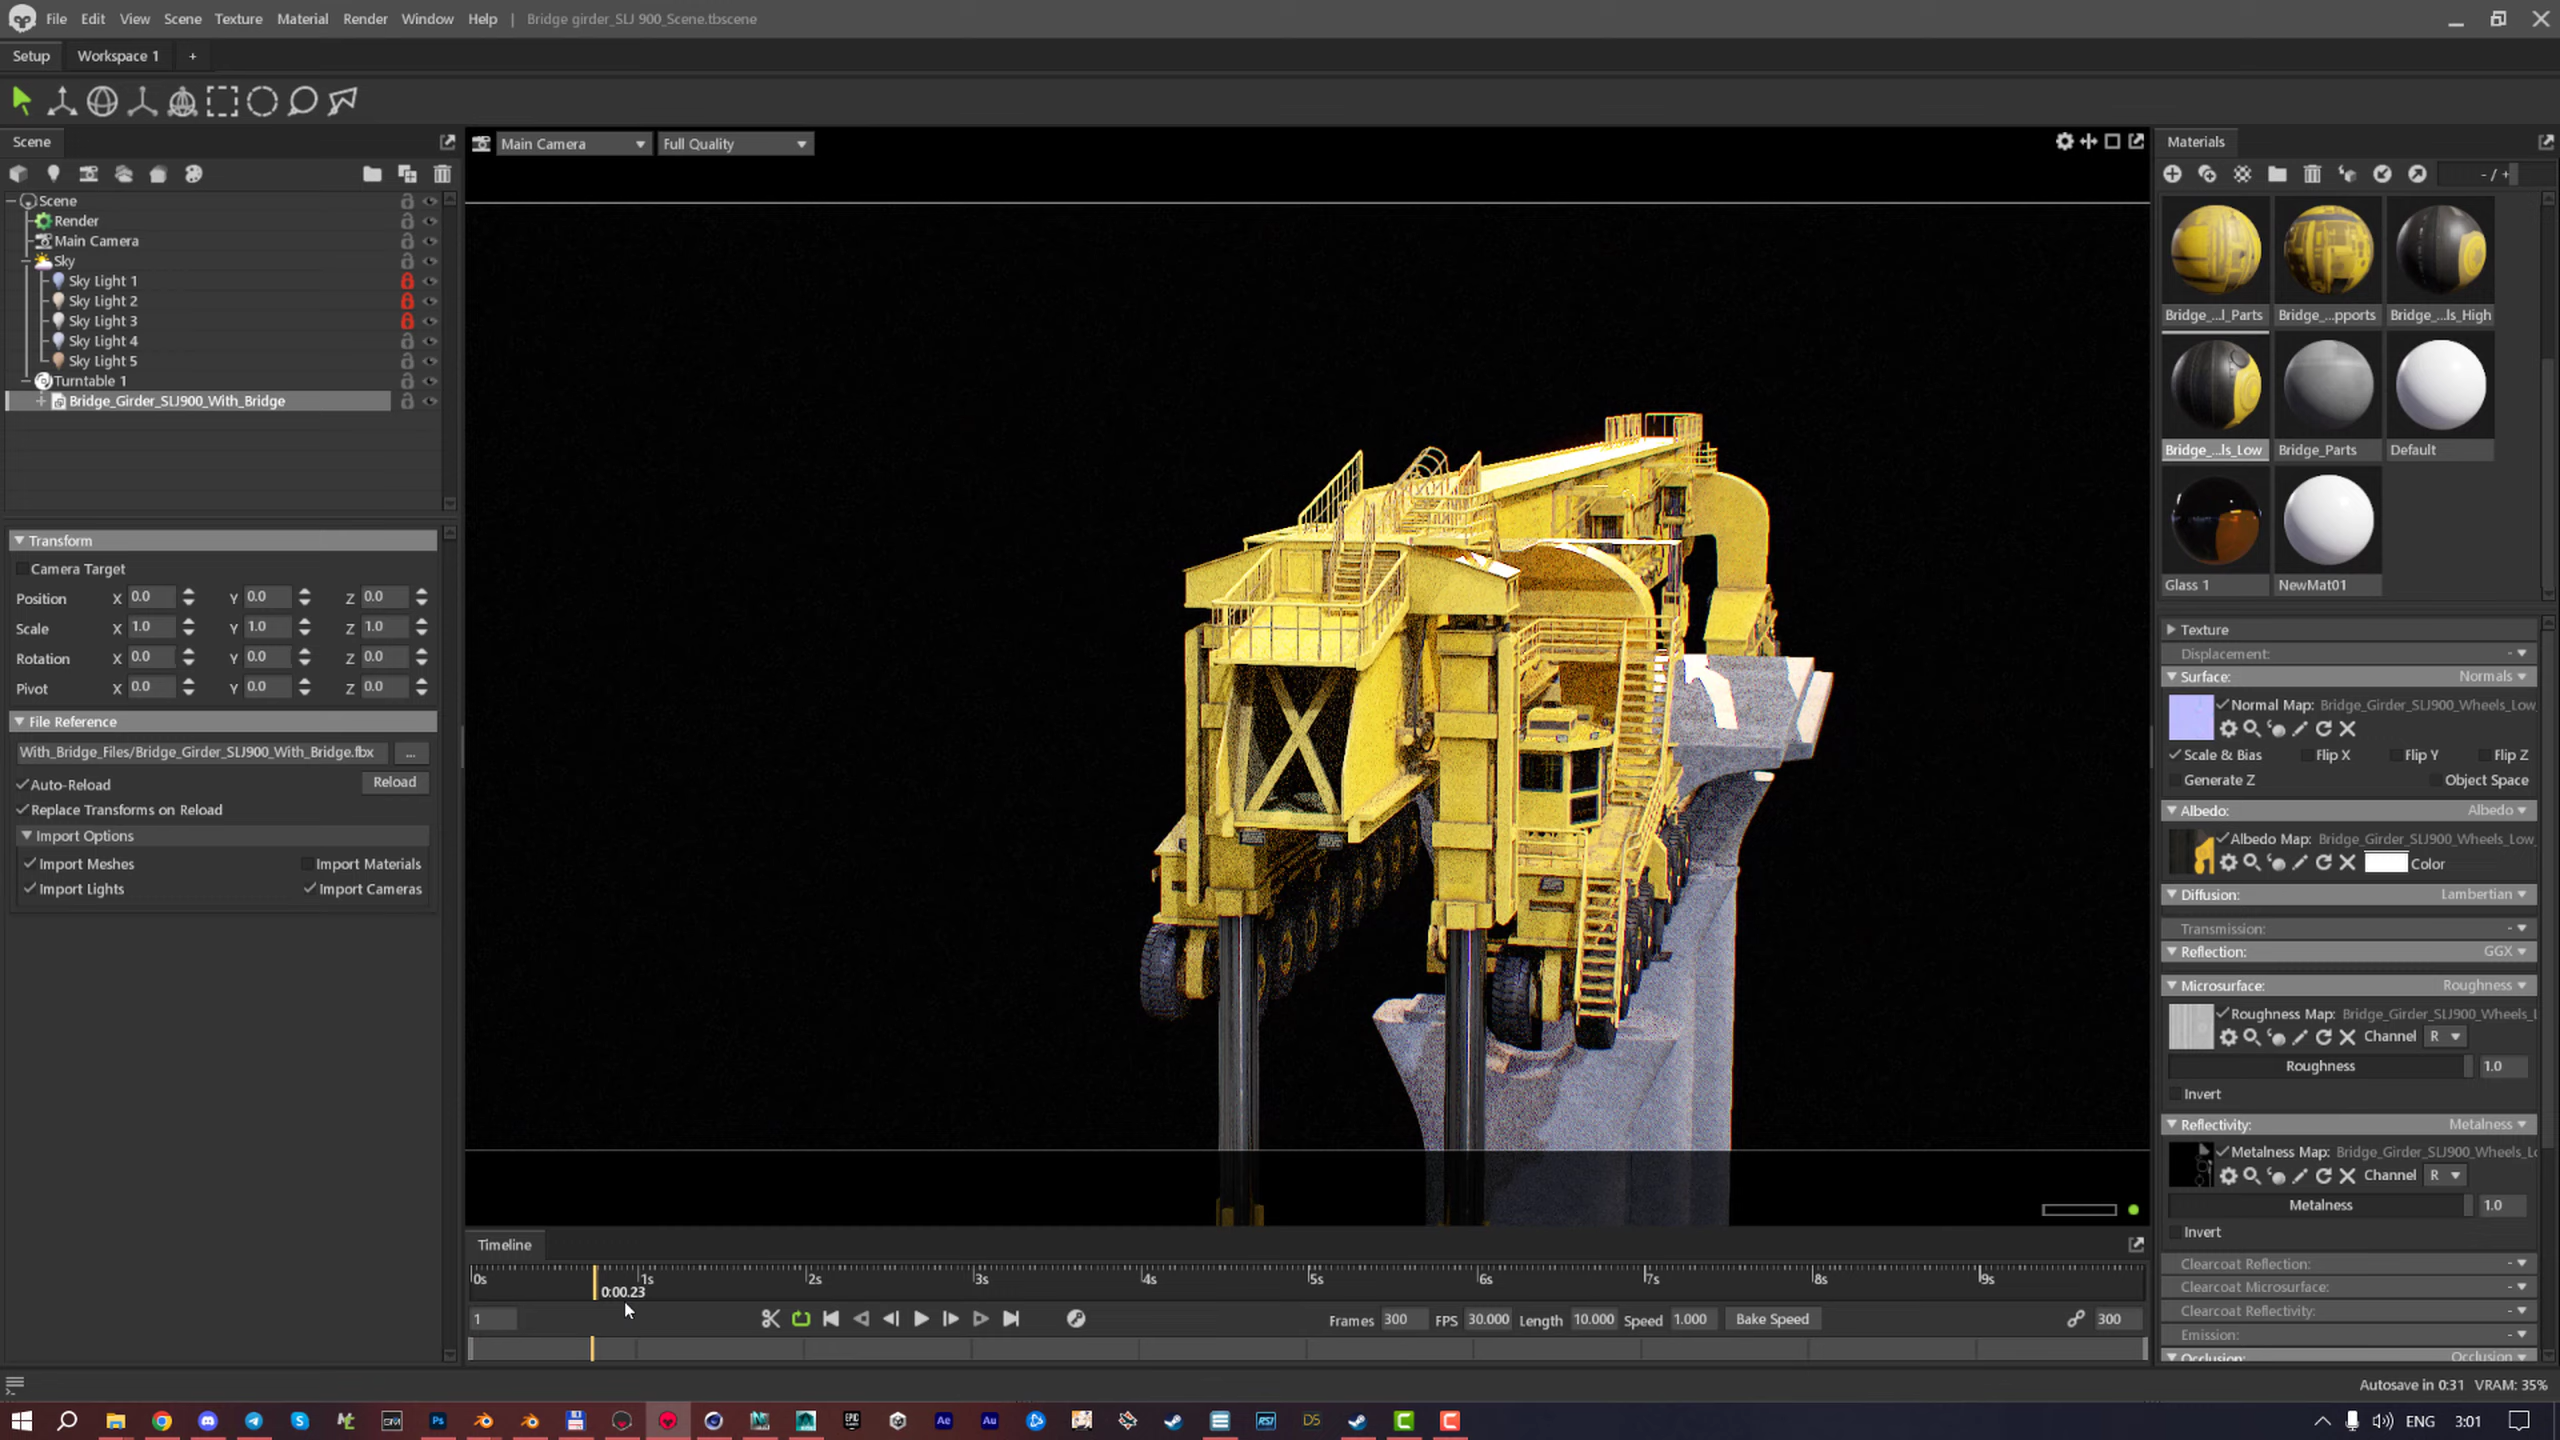 File Edit View Scene Texture Material Render Window Help | Bridge girder_SLJ 900_Scene.tbscene
Setup Workspace 1 +
Scene
Main Camera Full Quality
Materials
- / +
Scene
Render
Main Camera
Sky
Sky Light 1
Sky Light 2
Sky Light 3
Sky Light 4
Sky Light 5
Turntable 1
Bridge_Girder_SLJ900_With_Bridge
Bridge_...l_Parts Bridge_...pports Bridge_...ls_High
Bridge_...ls_Low Bridge_Parts Default
Glass 1 NewMat01
Transform
Camera Target
Position X 0.0 Y 0.0 Z 0.0
Scale X 1.0 Y 1.0 Z 1.0
Rotation X 0.0 Y 0.0 Z 0.0
Pivot X 0.0 Y 0.0 Z 0.0
File Reference
With_Bridge_Files/Bridge_Girder_SLJ900_With_Bridge.fbx ...
Auto-Reload Reload
Replace Transforms on Reload
Import Options
Import Meshes Import Materials
Import Lights Import Cameras
Texture
Displacement: -
Surface: Normals
Normal Map: Bridge_Girder_SLJ900_Wheels_Low_
Scale & Bias Flip X Flip Y Flip Z
Generate Z Object Space
Albedo: Albedo
Albedo Map: Bridge_Girder_SLJ900_Wheels_Low_
Color
Diffusion: Lambertian
Transmission: -
Reflection: GGX
Microsurface: Roughness
Roughness Map: Bridge_Girder_SLJ900_Wheels_L
Channel R
Roughness 1.0
Invert
Reflectivity: Metalness
Metalness Map: Bridge_Girder_SLJ900_Wheels_Lo
Channel R
Metalness 1.0
Invert
Clearcoat Reflection: -
Clearcoat Microsurface: -
Clearcoat Reflectivity: -
Emission: -
Occlusion: Occlusion
Timeline
0s 1s 2s 3s 4s 5s 6s 7s 8s 9s
0:00.23
1 Frames 300 FPS 30.000 Length 10.000 Speed 1.000 Bake Speed 300
Autosave in 0:31 VRAM: 35%
Ps EPIC Ae Au RSI DS C C ENG 3:01